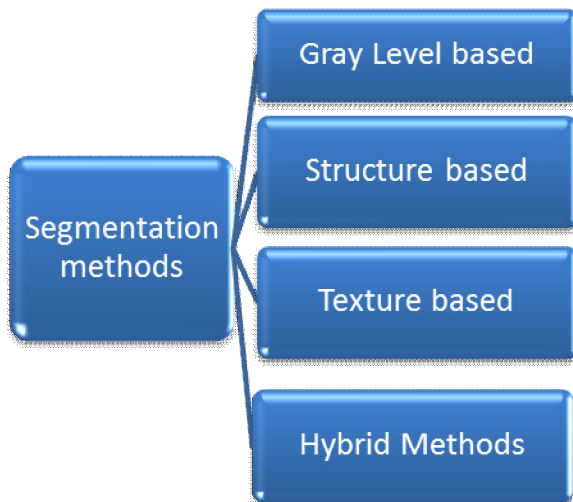 Segmentation
methods
Gray Level based
Structure based
Texture based
Hybrid Methods